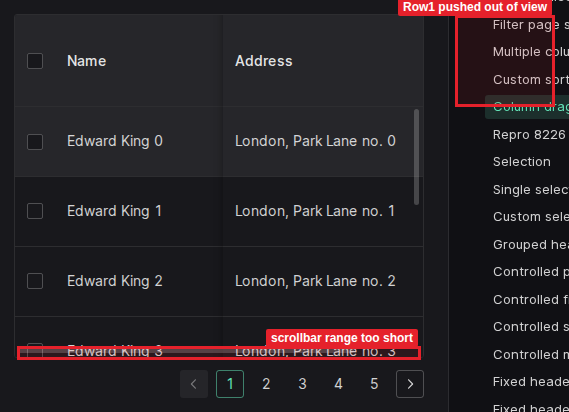 Row1 pushed out of view
Name Address
Edward King 0 London, Park Lane no. 0
Edward King 1 London, Park Lane no. 1
Edward King 2 London, Park Lane no. 2
scrollbar range too short
Edward King 3 London, Park Lane no. 3
1 2 3 4 5
Filter page s
Multiple colu
Custom sort
Column drag
Repro 8226
Selection
Single selec
Custom sele
Grouped hea
Controlled p
Controlled f
Controlled s
Controlled m
Fixed heade
Fixed heade